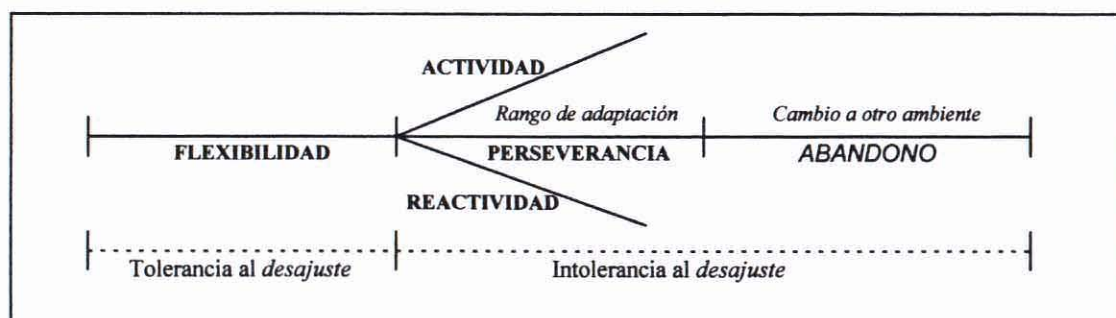 ACTIVIDAD
Rango de adaptación
Cambio a otro ambiente
FLEXIBILIDAD
PERSEVERANCIA
ABANDONO
REACTIVIDAD
Tolerancia al desajuste
Intolerancia al desajuste